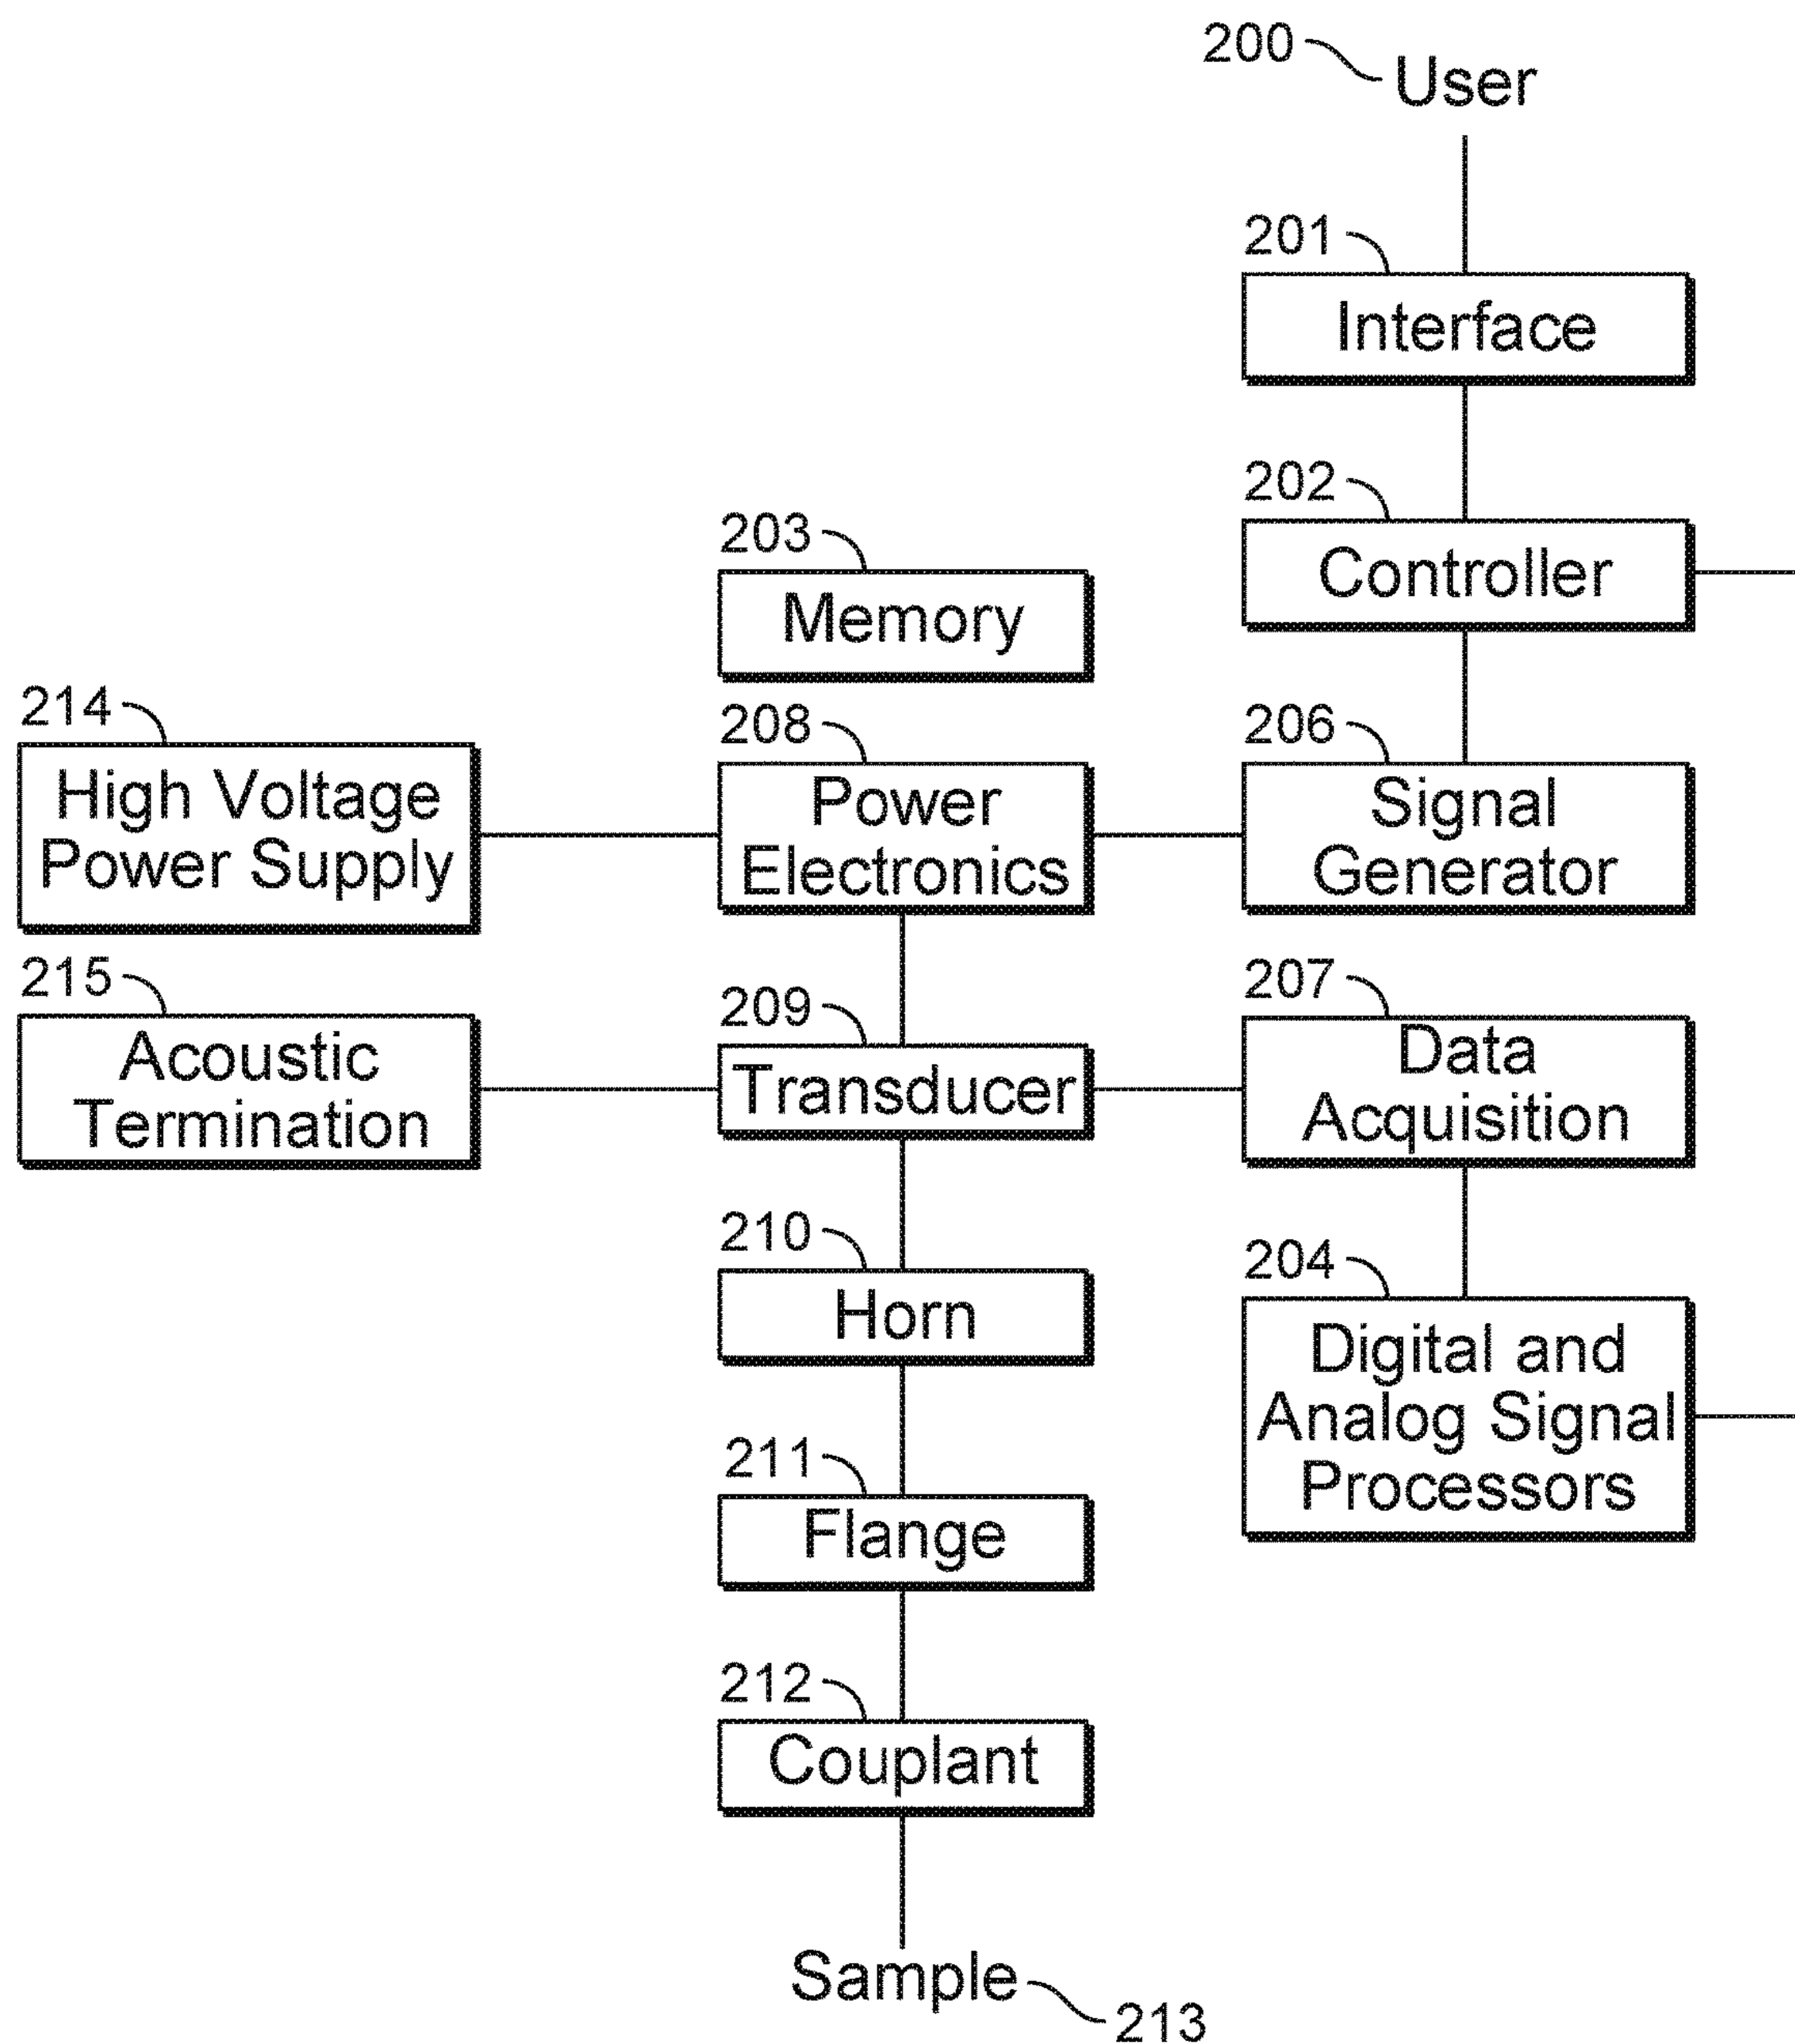 200
User
201
Interface
202
Controller
203
Memory
214
High Voltage
Power Supply
208
Power
Electronics
206
Signal
Generator
215
Acoustic
Termination
209
Transducer
207
Data
Acquisition
210
Horn
204
Digital and
Analog Signal
Processors
211
Flange
212
Couplant
Sample
213